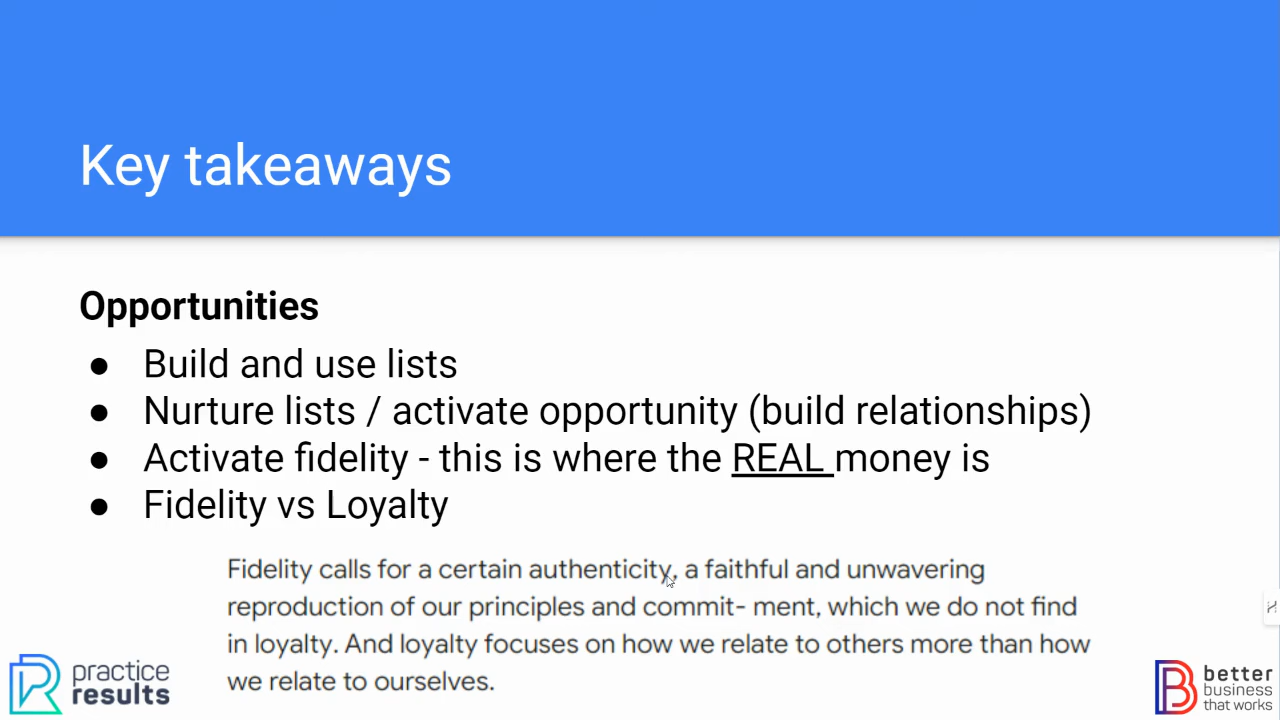 Key takeaways
Opportunities
● Build and use lists
● Nurture lists / activate opportunity (build relationships)
● Activate fidelity - this is where the REAL money is
● Fidelity vs Loyalty
Fidelity calls for a certain authenticity, a faithful and unwavering
reproduction of our principles and commit- ment, which we do not find
in loyalty. And loyalty focuses on how we relate to others more than how
we relate to ourselves.
practice
results
better
business
that works